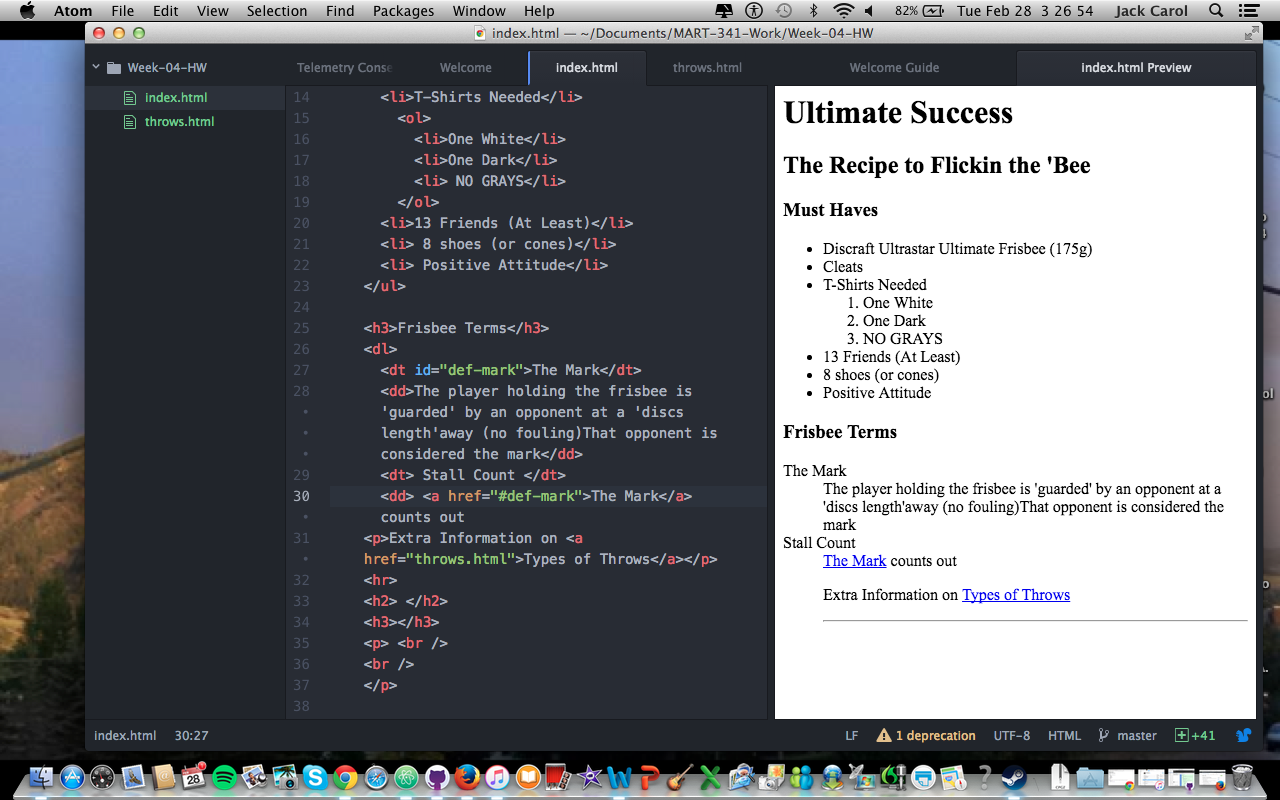 Atom File Edit View Selection Find Packages Window Help 82% Tue Feb 28 3 26 54 Jack Carol
index.html — ~/Documents/MART-341-Work/Week-04-HW
Week-04-HW
index.html
throws.html
Telemetry Conse Welcome index.html throws.html Welcome Guide index.html Preview
14 <li>T-Shirts Needed</li>
15 <ol>
16 <li>One White</li>
17 <li>One Dark</li>
18 <li> NO GRAYS</li>
19 </ol>
20 <li>13 Friends (At Least)</li>
21 <li> 8 shoes (or cones)</li>
22 <li> Positive Attitude</li>
23 </ul>
24
25 <h3>Frisbee Terms</h3>
26 <dl>
27 <dt id="def-mark">The Mark</dt>
28 <dd>The player holding the frisbee is
• 'guarded' by an opponent at a 'discs
• length'away (no fouling)That opponent is
• considered the mark</dd>
29 <dt> Stall Count </dt>
30 <dd> <a href="#def-mark">The Mark</a>
• counts out
31 <p>Extra Information on <a
• href="throws.html">Types of Throws</a></p>
32 <hr>
33 <h2> </h2>
34 <h3></h3>
35 <p> <br />
36 <br />
37 </p>
38
Ultimate Success
The Recipe to Flickin the 'Bee
Must Haves
• Discraft Ultrastar Ultimate Frisbee (175g)
• Cleats
• T-Shirts Needed
1. One White
2. One Dark
3. NO GRAYS
• 13 Friends (At Least)
• 8 shoes (or cones)
• Positive Attitude
Frisbee Terms
The Mark
The player holding the frisbee is 'guarded' by an opponent at a
'discs length'away (no fouling)That opponent is considered the
mark
Stall Count
The Mark counts out
Extra Information on Types of Throws
index.html 30:27 LF 1 deprecation UTF-8 HTML master +41
28